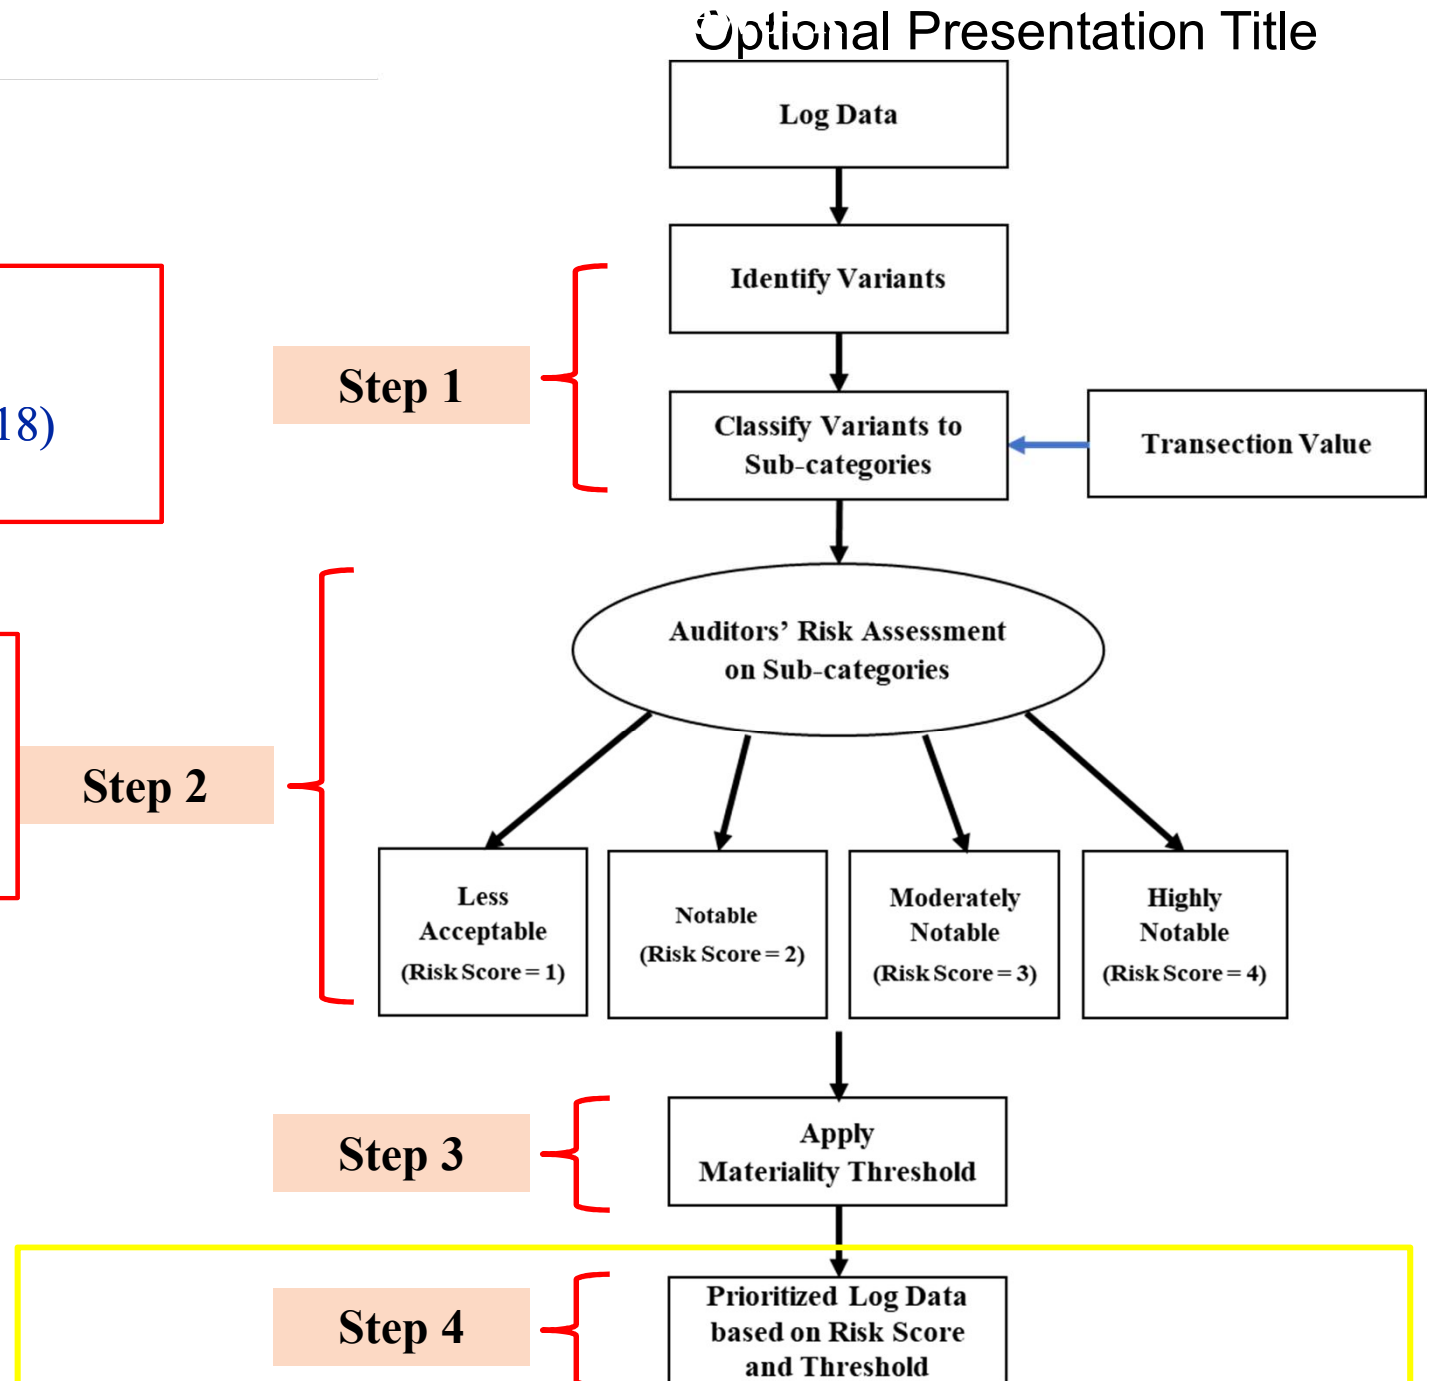 Optional Presentation Title
Log Data
Identify Variants
Step 1
18)
Classify Variants to
Sub-categories
Transection Value
Auditors’ Risk Assessment
on Sub-categories
Step 2
Less
Acceptable
(Risk Score = 1)
Notable
(Risk Score = 2)
Moderately
Notable
(Risk Score = 3)
Highly
Notable
(Risk Score = 4)
Step 3
Apply
Materiality Threshold
Step 4
Prioritized Log Data
based on Risk Score
and Threshold